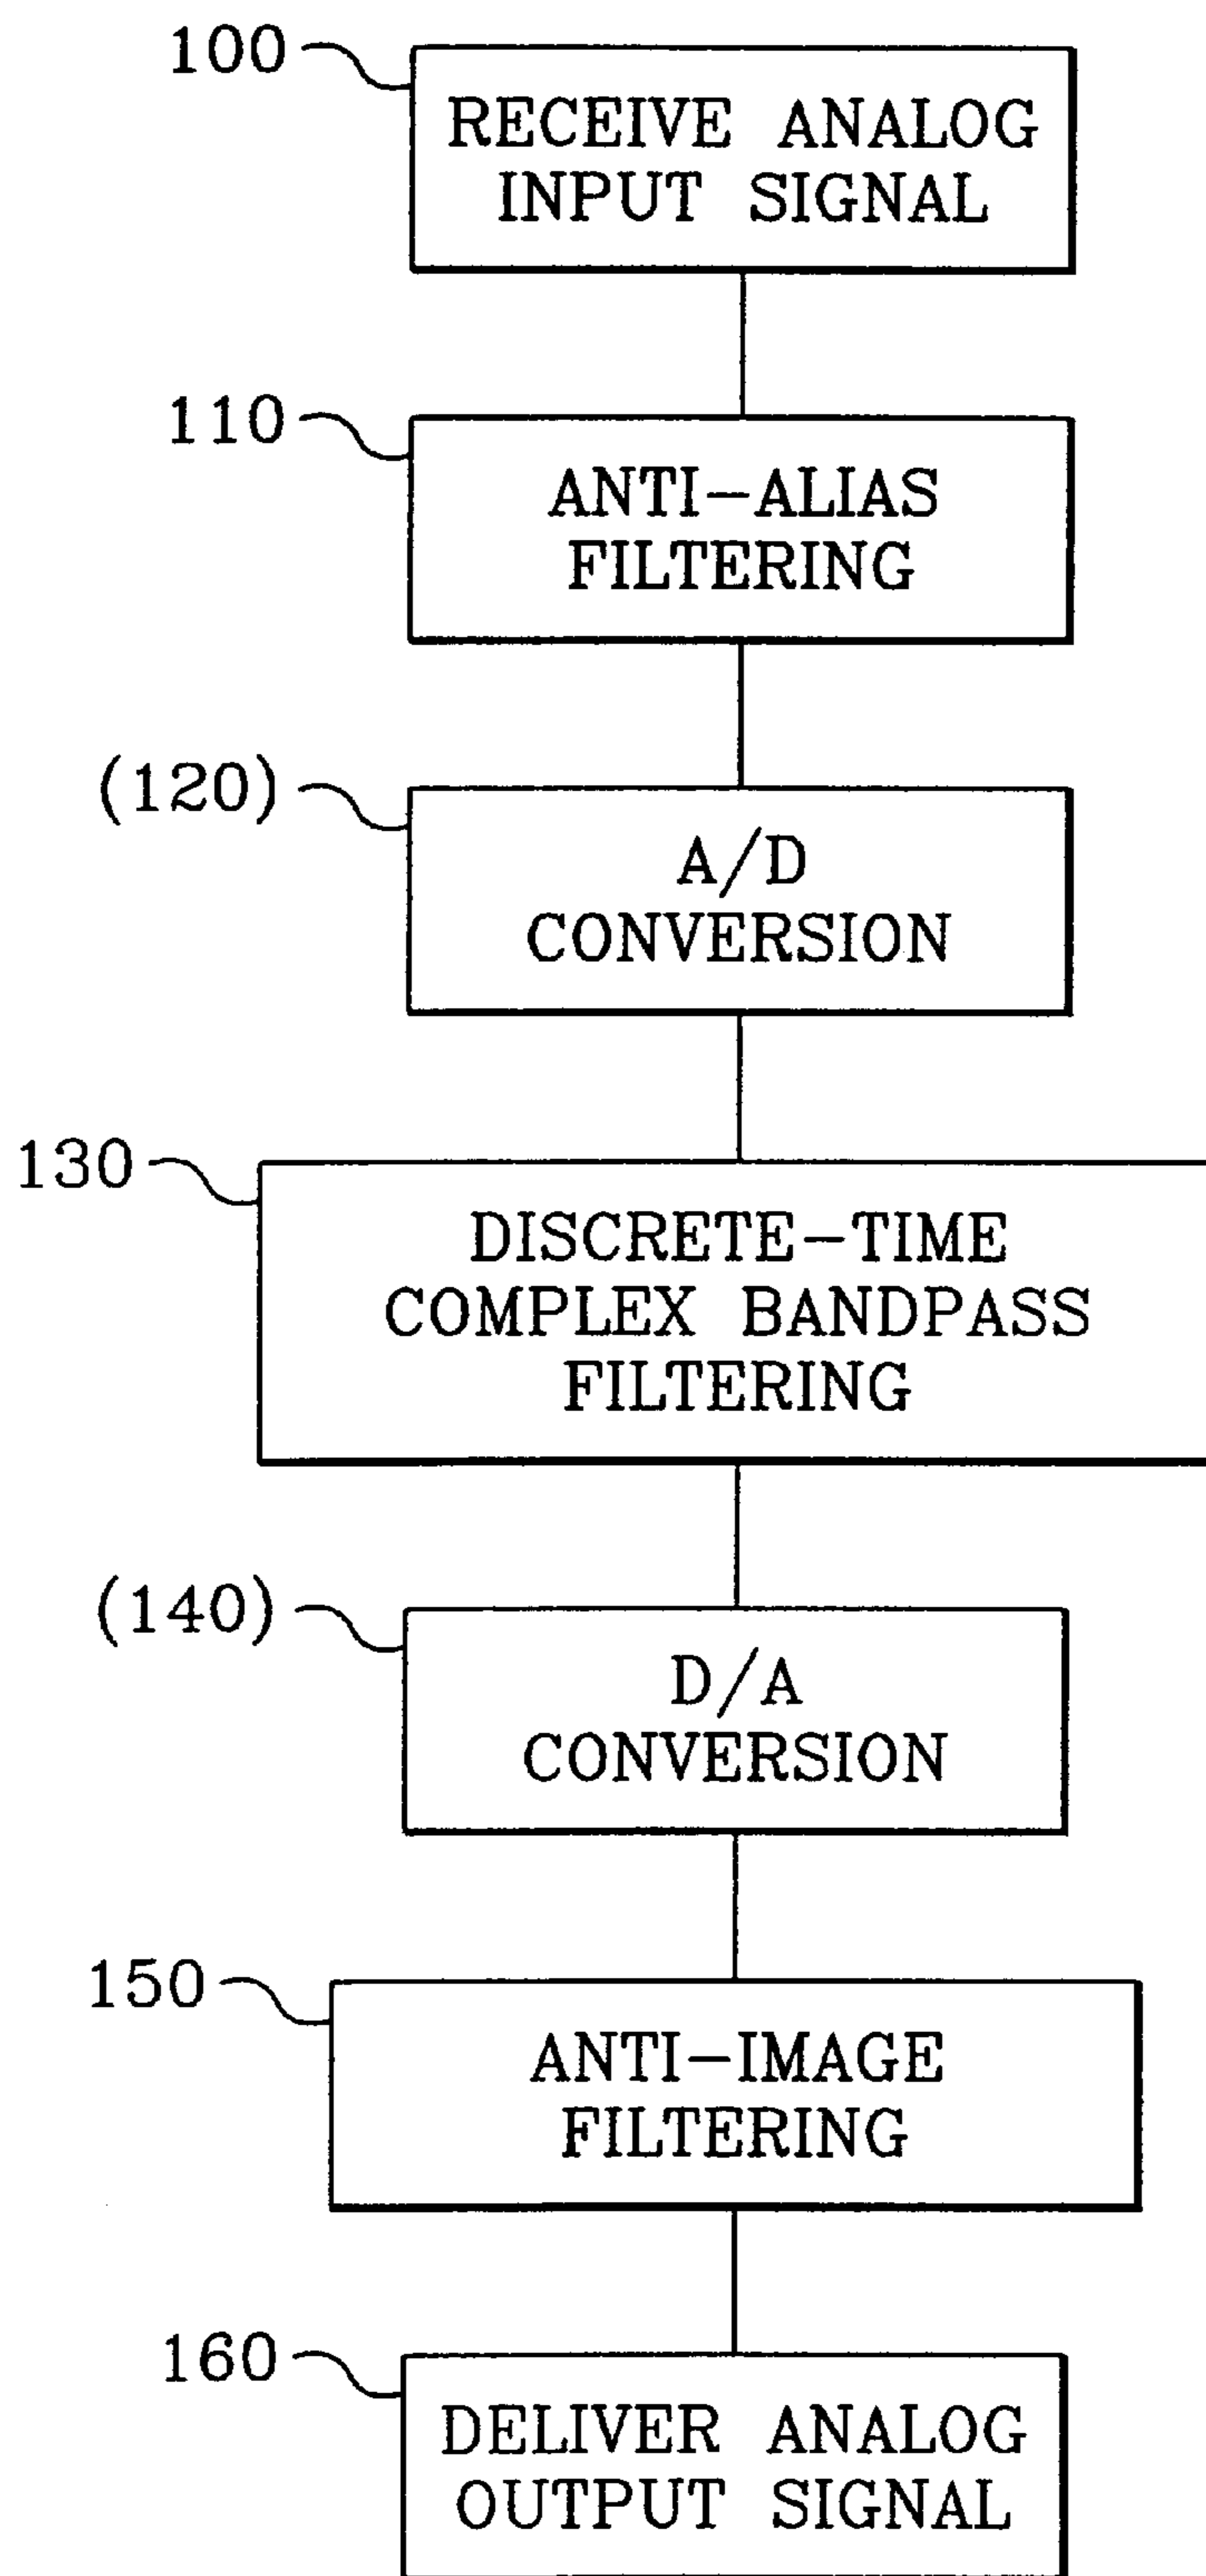 100
RECEIVE ANALOG
INPUT SIGNAL
110
ANTI-ALIAS
FILTERING
(120)
A/D
CONVERSION
130
DISCRETE-TIME
COMPLEX BANDPASS
FILTERING
(140)
D/A
CONVERSION
150
ANTI-IMAGE
FILTERING
160
DELIVER ANALOG
OUTPUT SIGNAL